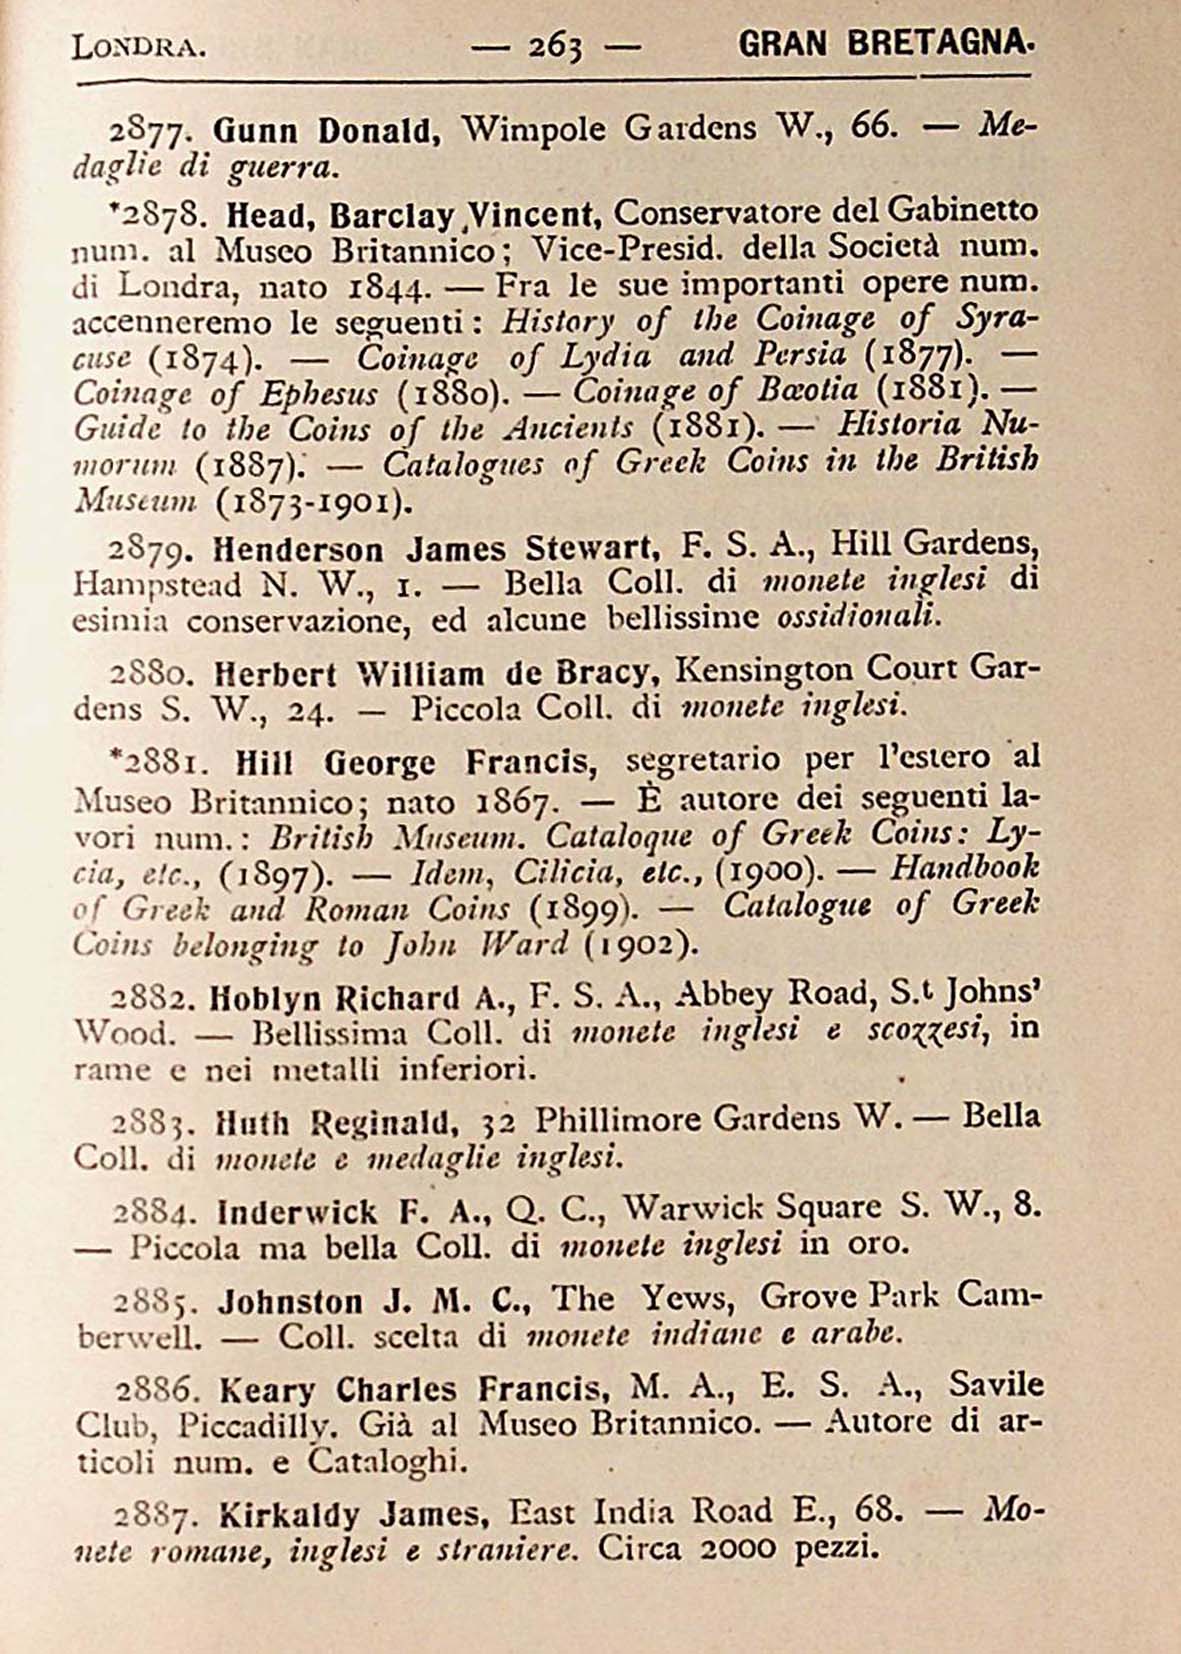 LONDRA. — 263 — GRAN BRETAGNA.
2877. Gunn Donald, Wimpole Gardens W., 66. — Me-
daglie di guerra.
*2878. Head, Barclay Vincent, Conservatore del Gabinetto
num. al Museo Britannico; Vice-Presid. della Società num.
di Londra, nato 1844. — Fra le sue importanti opere num.
accenneremo le seguenti: History of the Coinage of Syra-
cuse (1874). — Coinage of Lydia and Persia (1877). —
Coinage of Ephesus (1880). — Coinage of Bœotia (1881). —
Guide to the Coins of the Ancients (1881). — Historia Nu-
morum (1887). — Catalogues of Greek Coins in the British
Museum (1873-1901).
2879. Henderson James Stewart, F. S. A., Hill Gardens,
Hampstead N. W., 1. — Bella Coll. di monete inglesi di
esimia conservazione, ed alcune bellissime ossidionali.
2880. Herbert William de Bracy, Kensington Court Gar-
dens S. W., 24. — Piccola Coll. di monete inglesi.
*2881. Hill George Francis, segretario per l'estero al
Museo Britannico; nato 1867. — È autore dei seguenti la-
vori num.: British Museum. Cataloque of Greek Coins: Ly-
cia, etc., (1897). — Idem, Cilicia, etc., (1900). — Handbook
of Greek and Roman Coins (1899). — Catalogue of Greek
Coins belonging to John Ward (1902).
2882. Hoblyn Richard A., F. S. A., Abbey Road, S.t Johns'
Wood. — Bellissima Coll. di monete inglesi e scozzesi, in
rame e nei metalli inferiori.
2883. Huth Reginald, 32 Phillimore Gardens W. — Bella
Coll. di monete e medaglie inglesi.
2884. Inderwick F. A., Q. C., Warwick Square S. W., 8.
— Piccola ma bella Coll. di monete inglesi in oro.
2885. Johnston J. M. C., The Yews, Grove Park Cam-
berwell. — Coll. scelta di monete indiane e arabe.
2886. Keary Charles Francis, M. A., E. S. A., Savile
Club, Piccadilly. Già al Museo Britannico. — Autore di ar-
ticoli num. e Cataloghi.
2887. Kirkaldy James, East India Road E., 68. — Mo-
nete romane, inglesi e straniere. Circa 2000 pezzi.